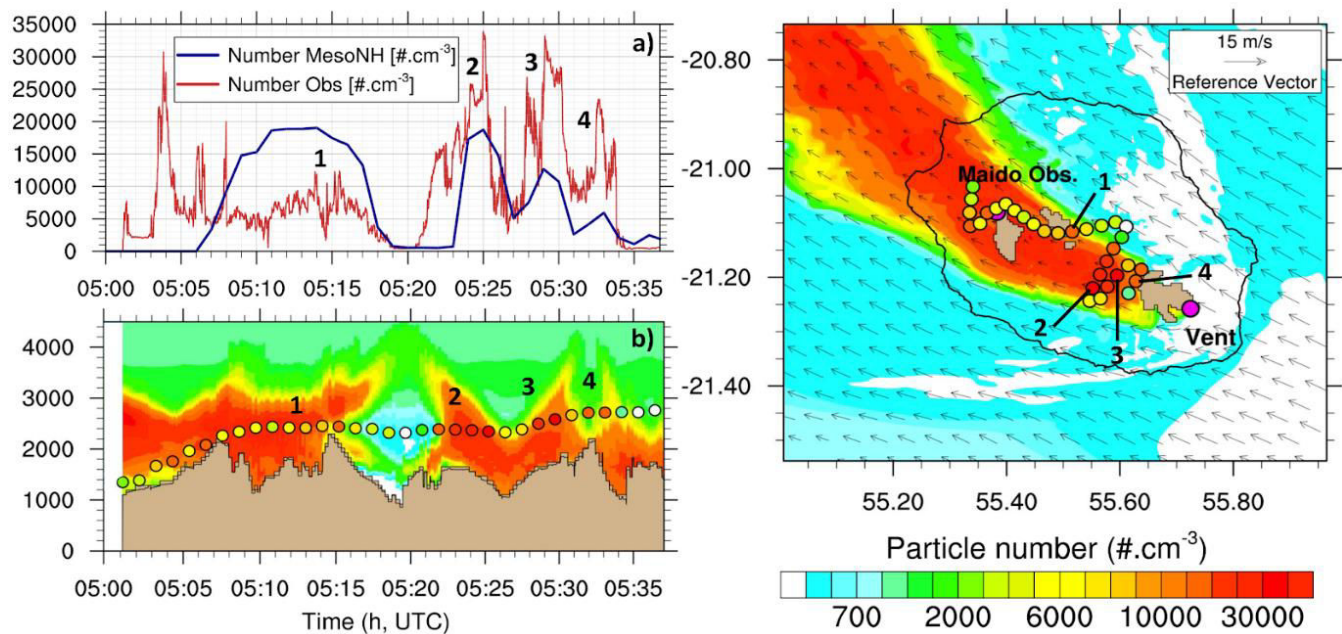 35000
30000
25000
20000
15000
10000
5000
0
a)
Number MesoNH [#.cm-3]
Number Obs [#.cm-3]
1
2
3
4
05:00 05:05 05:10 05:15 05:20 05:25 05:30 05:35
b)
4000
3000
2000
1000
0
1
2
3
4
05:00 05:05 05:10 05:15 05:20 05:25 05:30 05:35
Time (h, UTC)
15 m/s
Reference Vector
-20.80
-21.00
-21.20
-21.40
Maido Obs.
1
4
2
3
Vent
55.20 55.40 55.60 55.80
Particle number (#.cm-3)
700 2000 6000 10000 30000